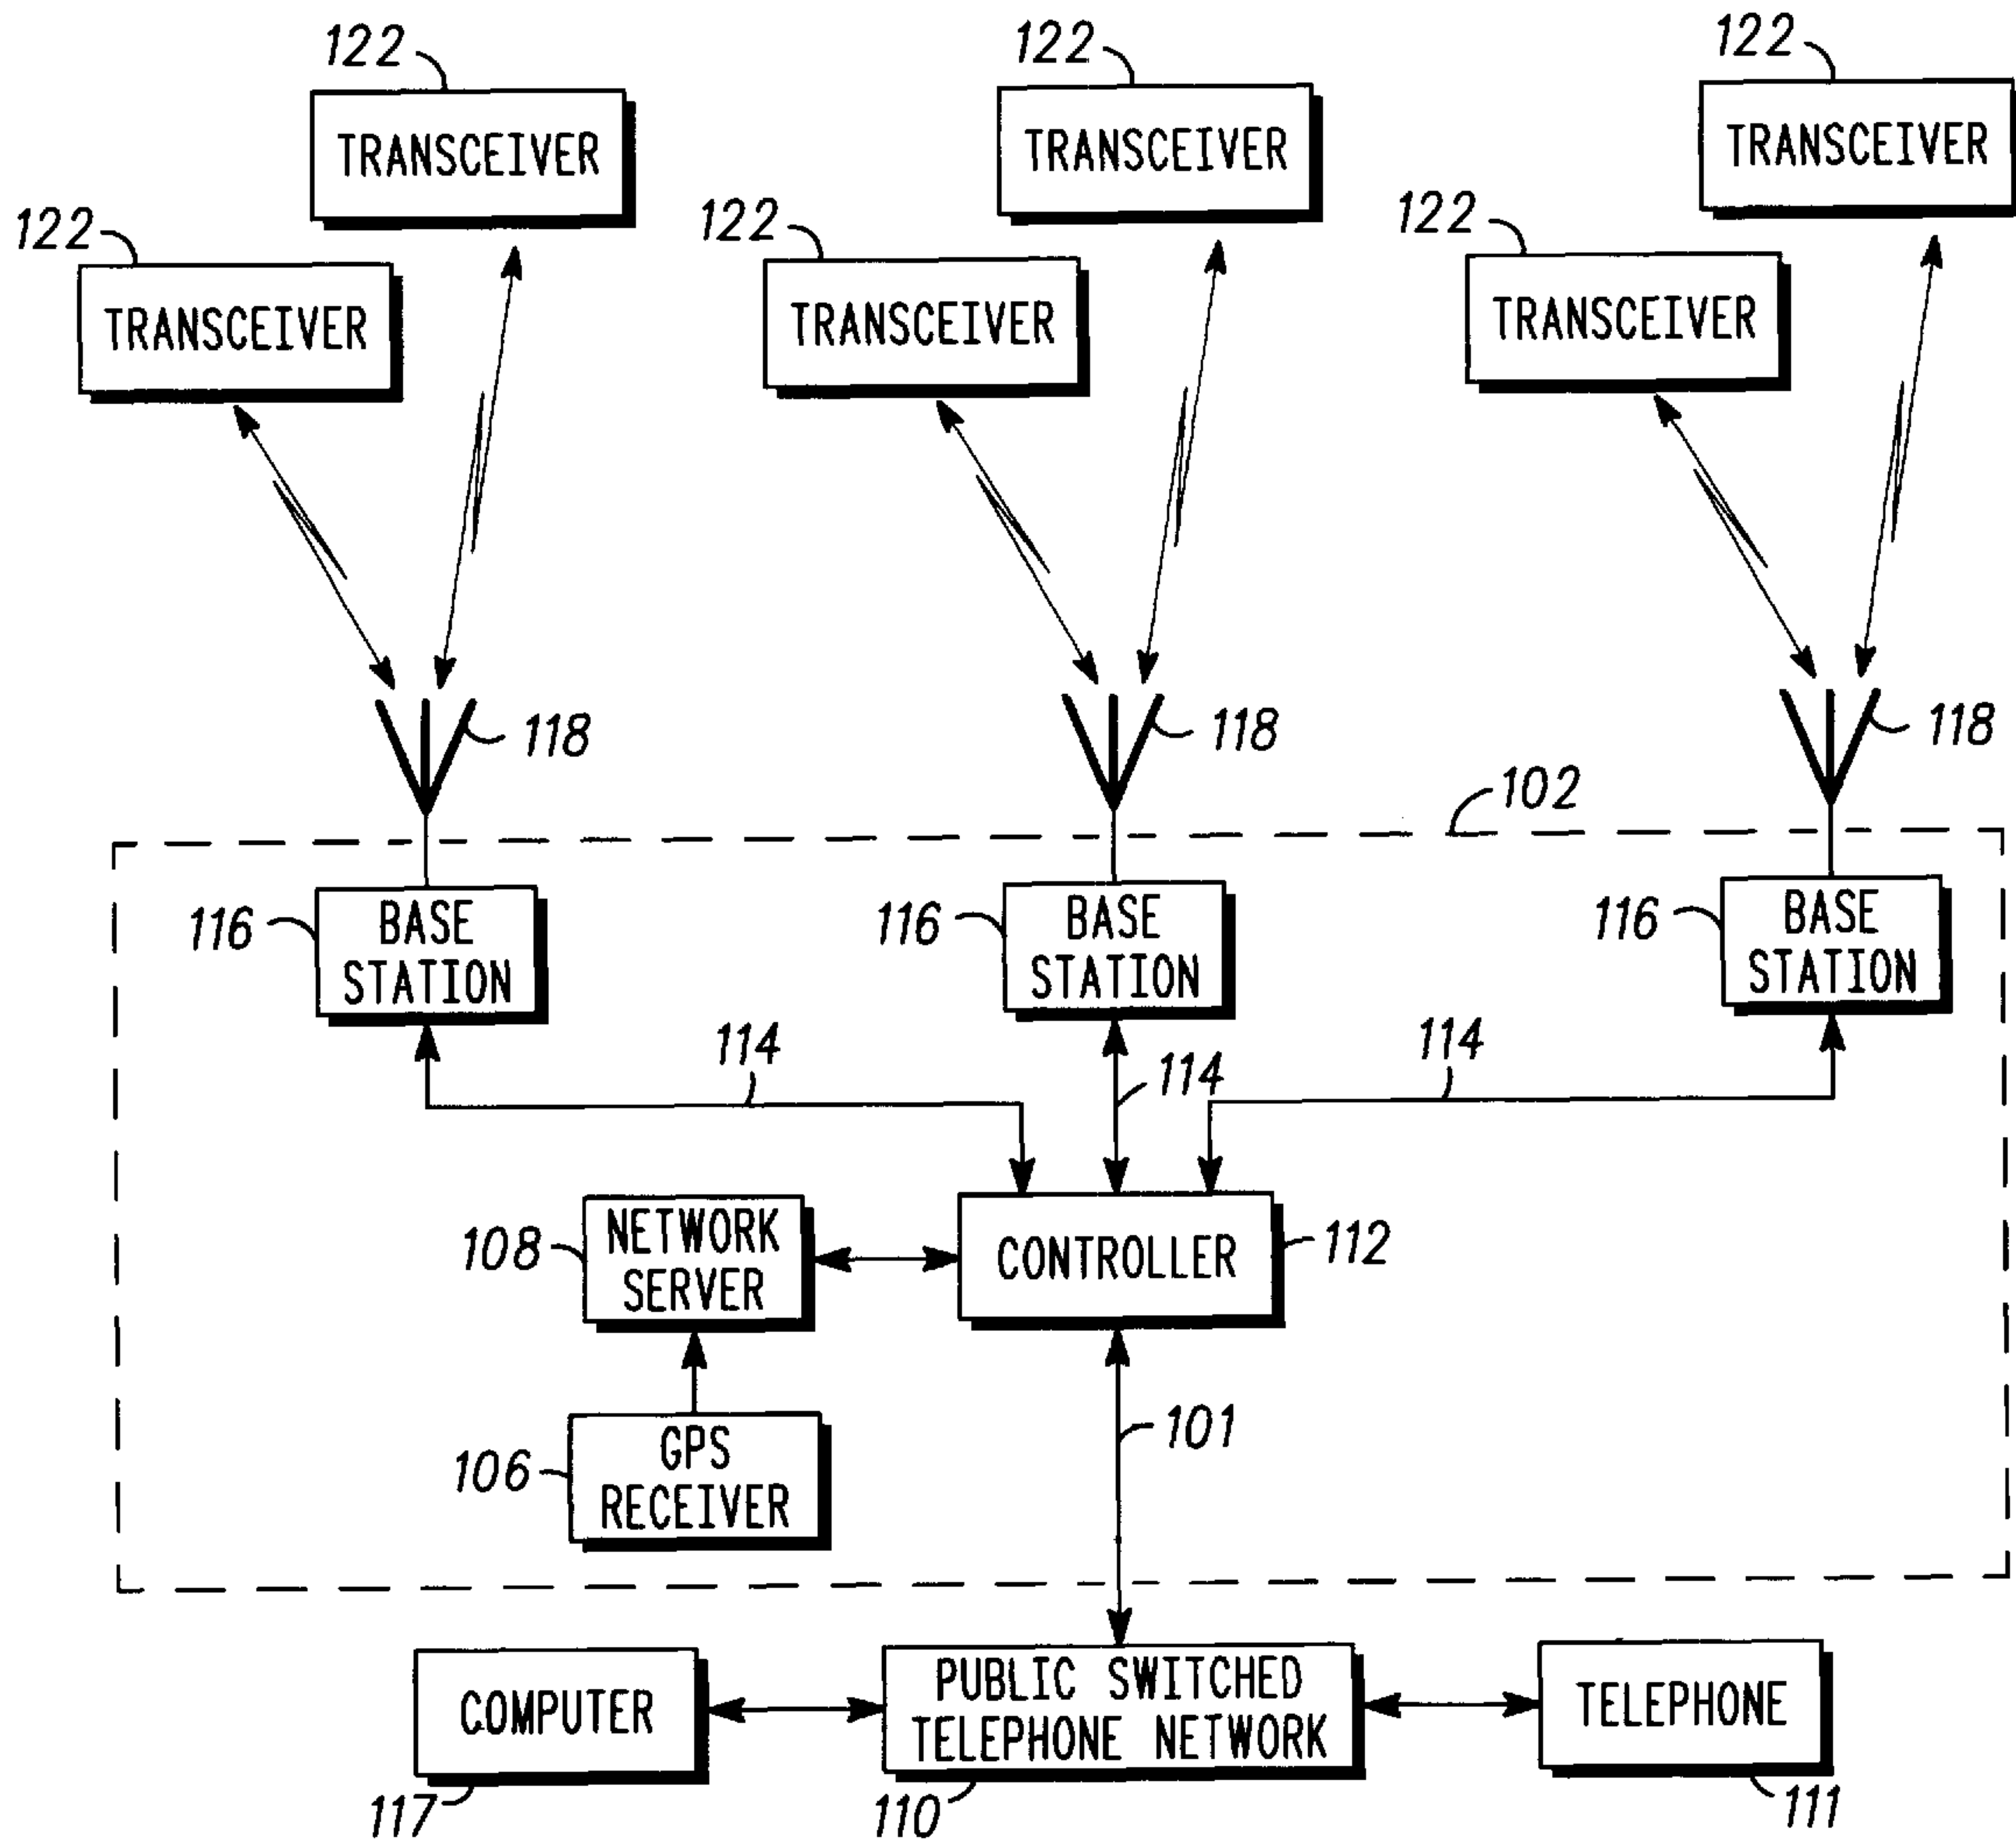 122
122
122
TRANSCEIVER
TRANSCEIVER
TRANSCEIVER
122
122
122
TRANSCEIVER
TRANSCEIVER
TRANSCEIVER
118
118
118
102
116
BASE
STATION
116
BASE
STATION
116
BASE
STATION
114
114
114
108
NETWORK
SERVER
CONTROLLER
112
106
GPS
RECEIVER
101
COMPUTER
PUBLIC SWITCHED
TELEPHONE NETWORK
TELEPHONE
117
110
111